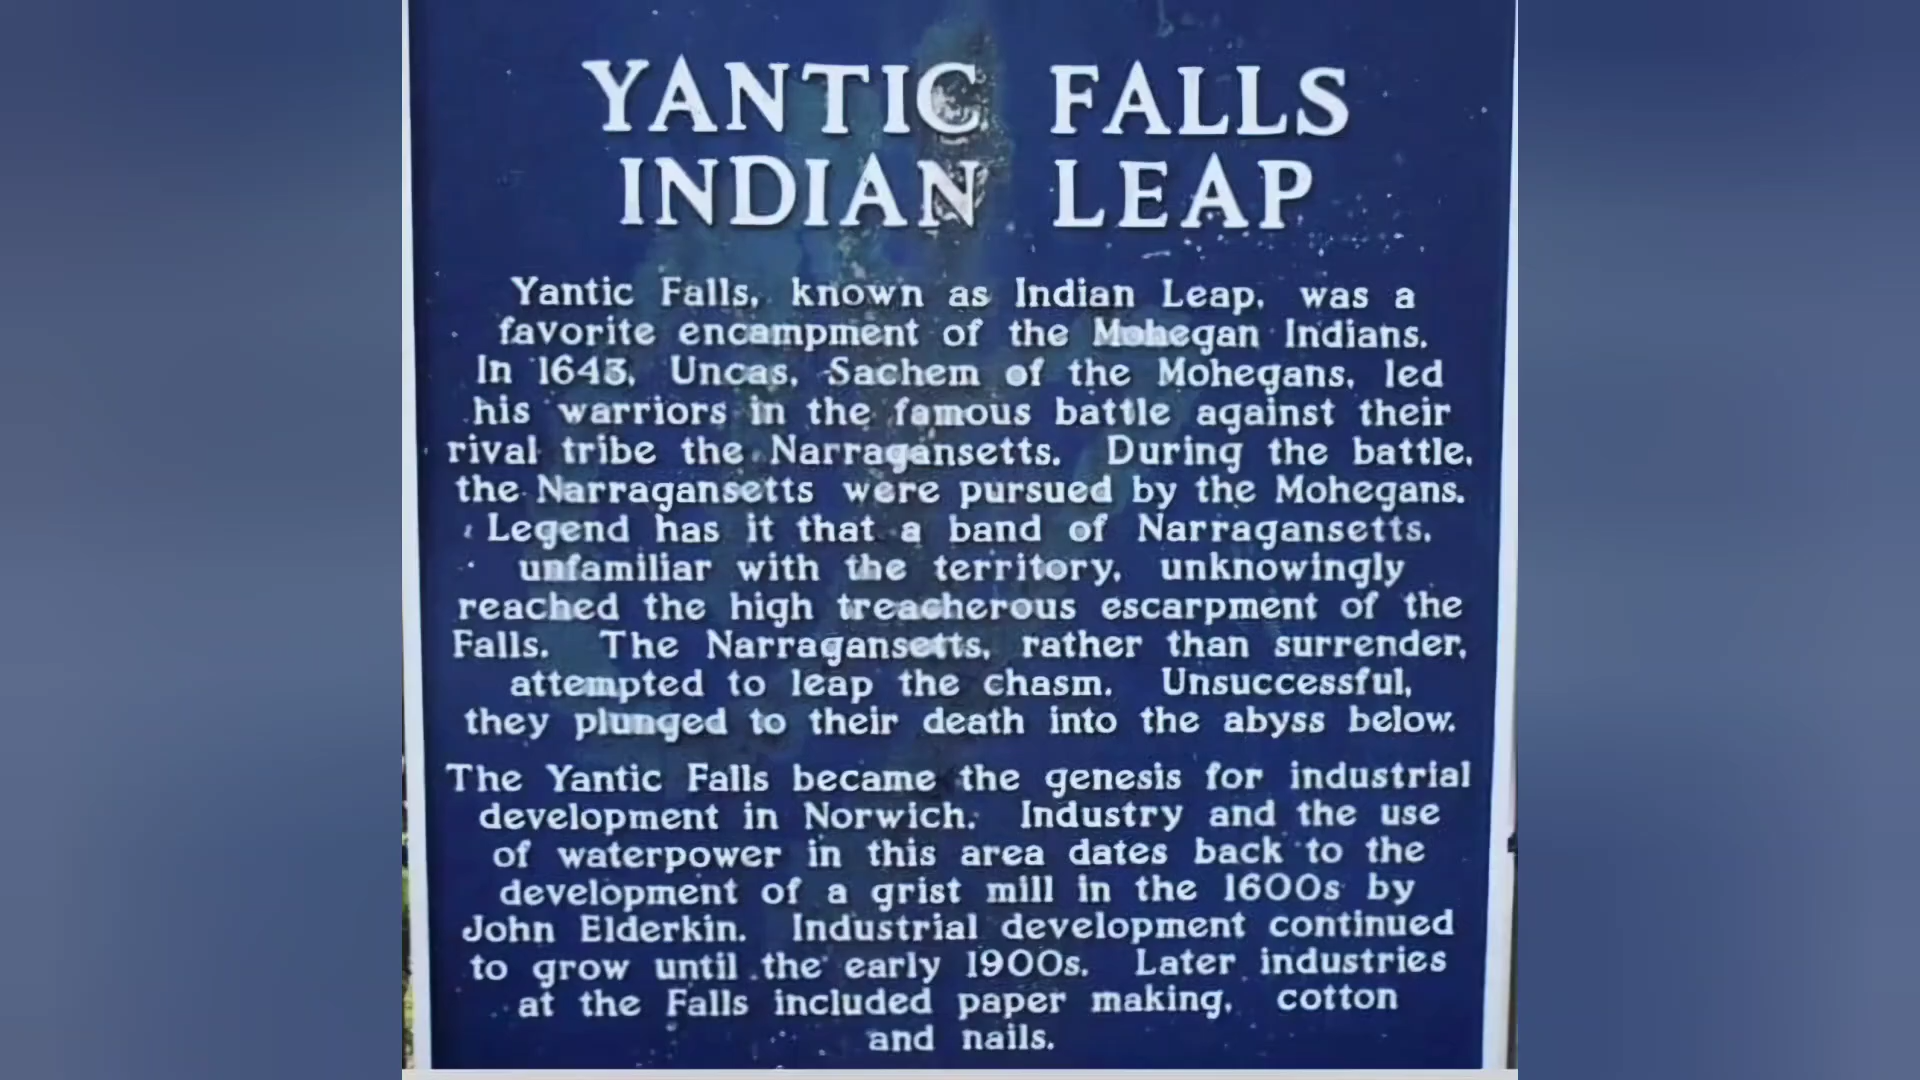 YANTIC FALLS
INDIAN LEAP
Yantic Falls, known as Indian Leap, was a
favorite encampment of the Mohegan Indians.
In 1643, Uncas, Sachem of the Mohegans, led
his warriors in the famous battle against their
rival tribe the Narragansetts. During the battle,
the Narragansetts were pursued by the Mohegans.
Legend has it that a band of Narragansetts,
unfamiliar with the territory, unknowingly
reached the high treacherous escarpment of the
Falls. The Narragansetts, rather than surrender,
attempted to leap the chasm. Unsuccessful,
they plunged to their death into the abyss below.
The Yantic Falls became the genesis for industrial
development in Norwich. Industry and the use
of waterpower in this area dates back to the
development of a grist mill in the 1600s by
John Elderkin. Industrial development continued
to grow until the early 1900s. Later industries
at the Falls included paper making, cotton
and nails.